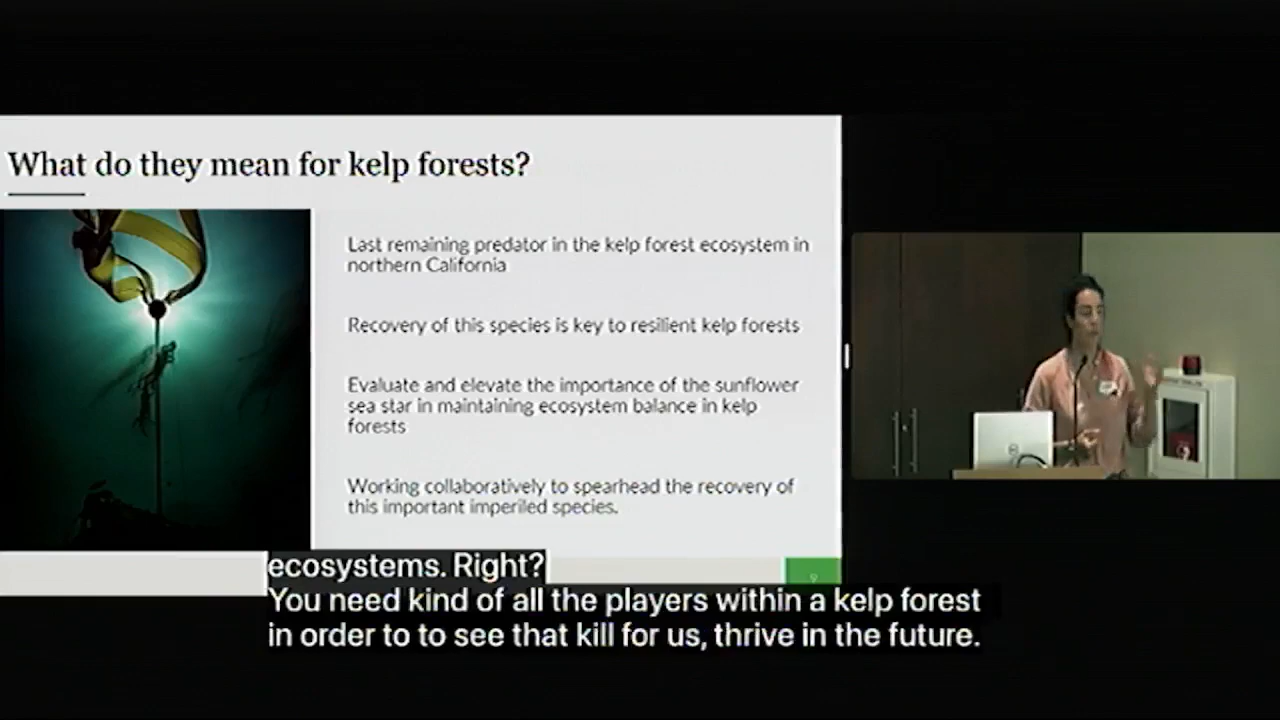 What do they mean for kelp forests?
Last remaining predator in the kelp forest ecosystem in
northern California
Recovery of this species is key to resilient kelp forests
Evaluate and elevate the importance of the sunflower
sea star in maintaining ecosystem balance in kelp
forests
Working collaboratively to spearhead the recovery of
this important imperiled species.
ecosystems. Right?
You need kind of all the players within a kelp forest
in order to to see that kill for us, thrive in the future.